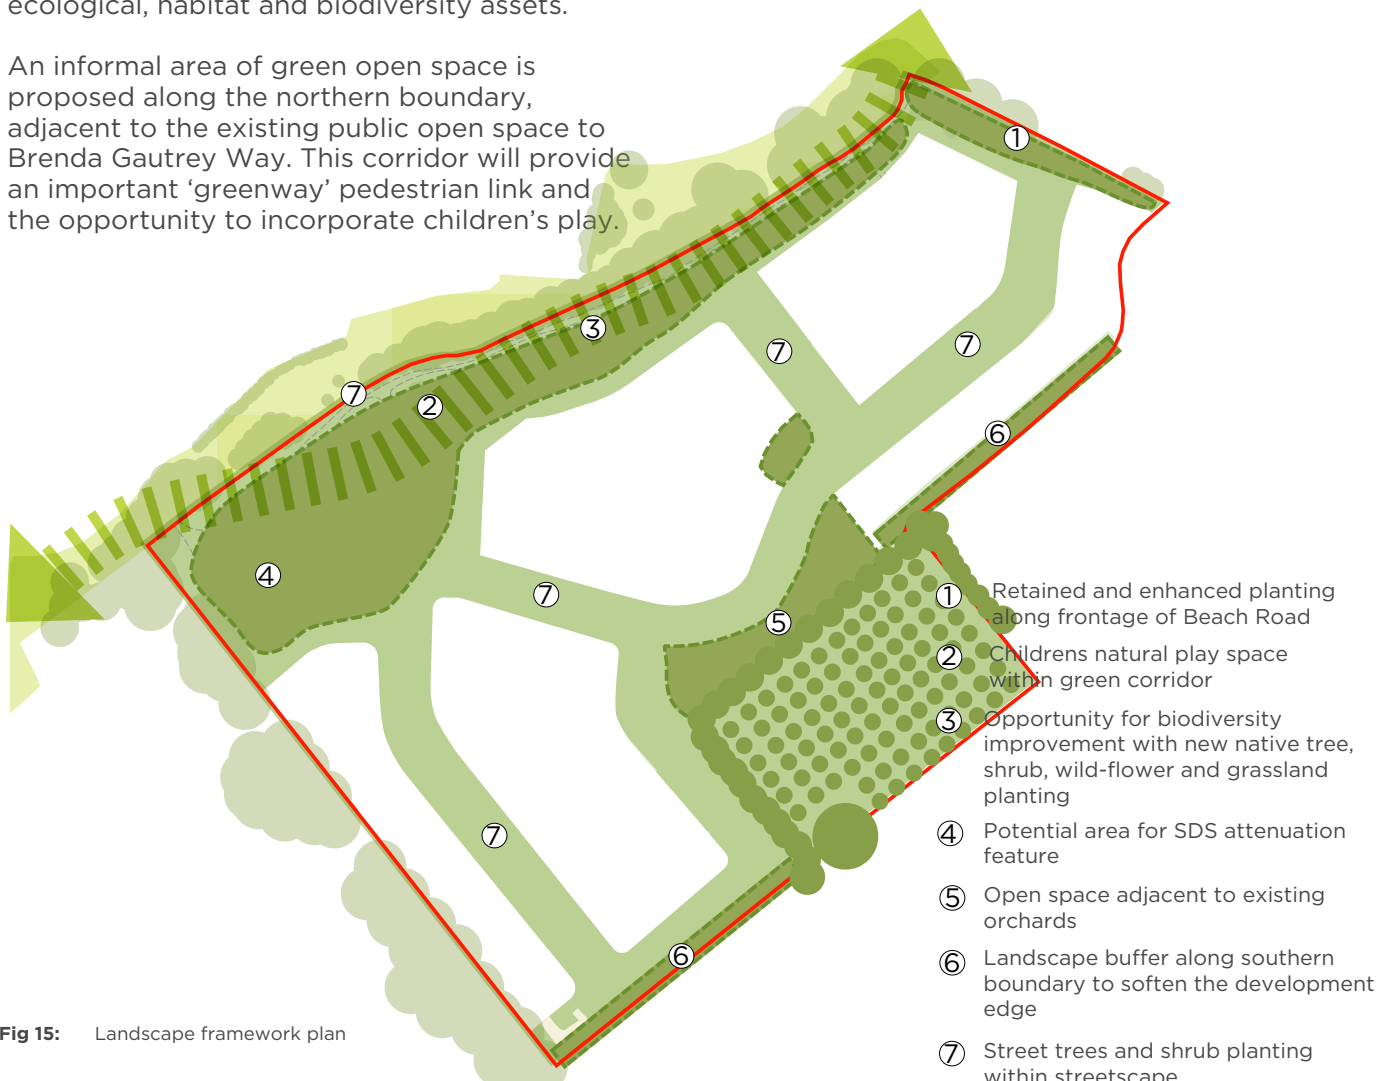 ecological, habitat and biodiversity assets.
An informal area of green open space is
proposed along the northern boundary,
adjacent to the existing public open space to
Brenda Gautrey Way. This corridor will provide
an important ‘greenway’ pedestrian link and
the opportunity to incorporate children’s play.
1
3
7
7
7
2
6
4
7
5
7
6
1 Retained and enhanced planting
along frontage of Beach Road
2 Childrens natural play space
within green corridor
3 Opportunity for biodiversity
improvement with new native tree,
shrub, wild-flower and grassland
planting
4 Potential area for SDS attenuation
feature
5 Open space adjacent to existing
orchards
6 Landscape buffer along southern
boundary to soften the development
edge
7 Street trees and shrub planting
within streetscape
Fig 15: Landscape framework plan